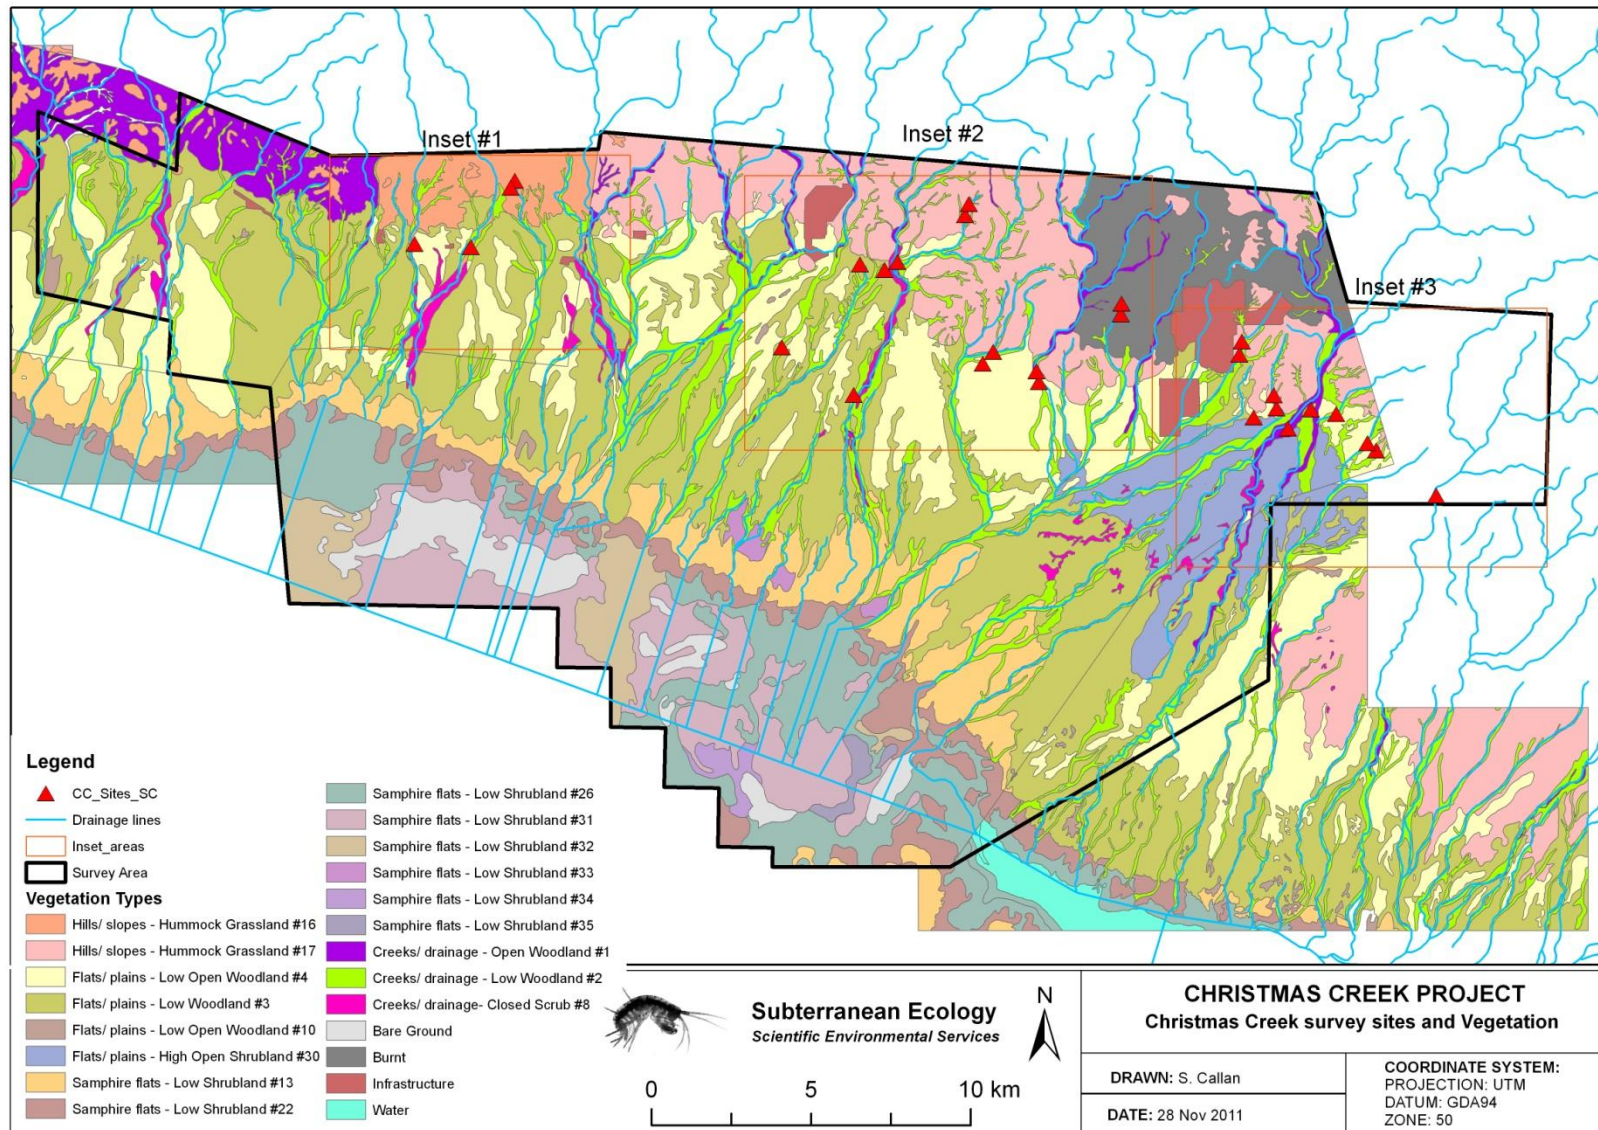 Inset #1
Inset #2
Inset #3
Legend
CC_Sites_SC
Drainage lines
Inset_areas
Survey Area
Vegetation Types
Hills/ slopes - Hummock Grassland #16
Hills/ slopes - Hummock Grassland #17
Flats/ plains - Low Open Woodland #4
Flats/ plains - Low Woodland #3
Flats/ plains - Low Open Woodland #10
Flats/ plains - High Open Shrubland #30
Samphire flats - Low Shrubland #13
Samphire flats - Low Shrubland #22
Samphire flats - Low Shrubland #26
Samphire flats - Low Shrubland #31
Samphire flats - Low Shrubland #32
Samphire flats - Low Shrubland #33
Samphire flats - Low Shrubland #34
Samphire flats - Low Shrubland #35
Creeks/ drainage - Open Woodland #1
Creeks/ drainage - Low Woodland #2
Creeks/ drainage- Closed Scrub #8
Bare Ground
Burnt
Infrastructure
Water
Subterranean Ecology
Scientific Environmental Services
N
0 5 10 km
CHRISTMAS CREEK PROJECT
Christmas Creek survey sites and Vegetation
DRAWN: S. Callan
DATE: 28 Nov 2011
COORDINATE SYSTEM:
PROJECTION: UTM
DATUM: GDA94
ZONE: 50